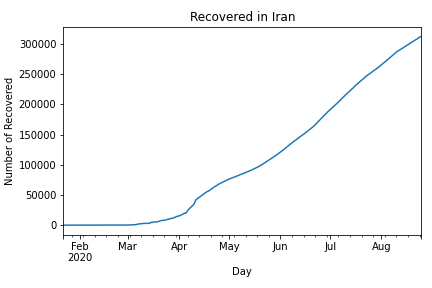 Recovered in Iran
Number of Recovered
300000
250000
200000
150000
100000
50000
0
Feb Mar Apr May Jun Jul Aug
2020
Day